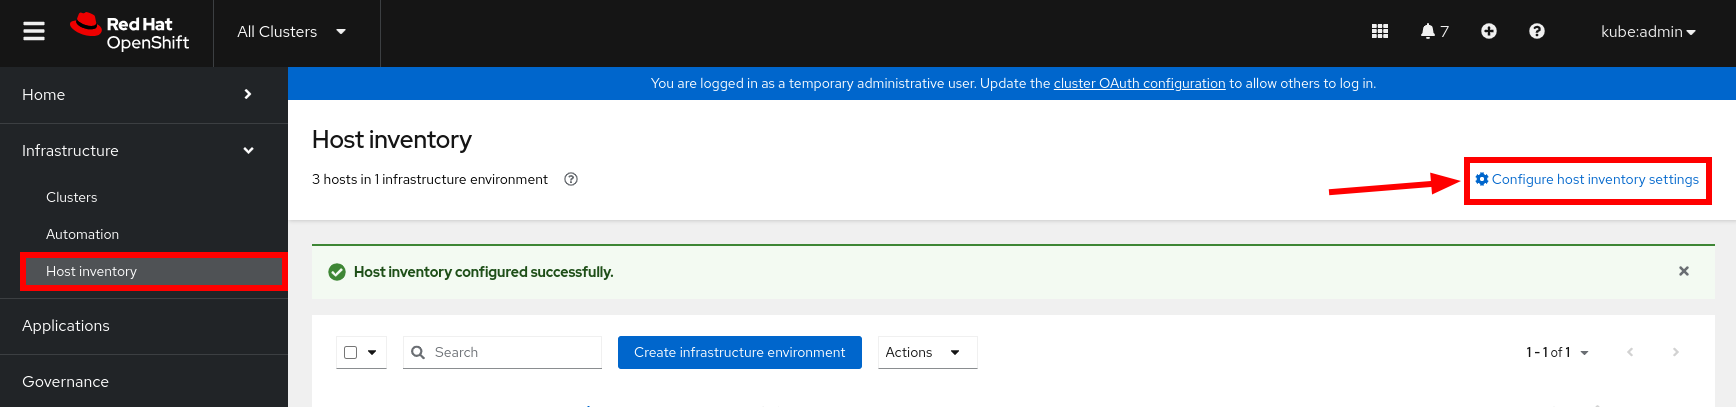 Red Hat
OpenShift
All Clusters
7
kube:admin
You are logged in as a temporary administrative user. Update the cluster OAuth configuration to allow others to log in.
Home
Infrastructure
Clusters
Automation
Host inventory
Applications
Governance
Host inventory
3 hosts in 1 infrastructure environment
Configure host inventory settings
Host inventory configured successfully.
Search
Create infrastructure environment
Actions
1 - 1 of 1